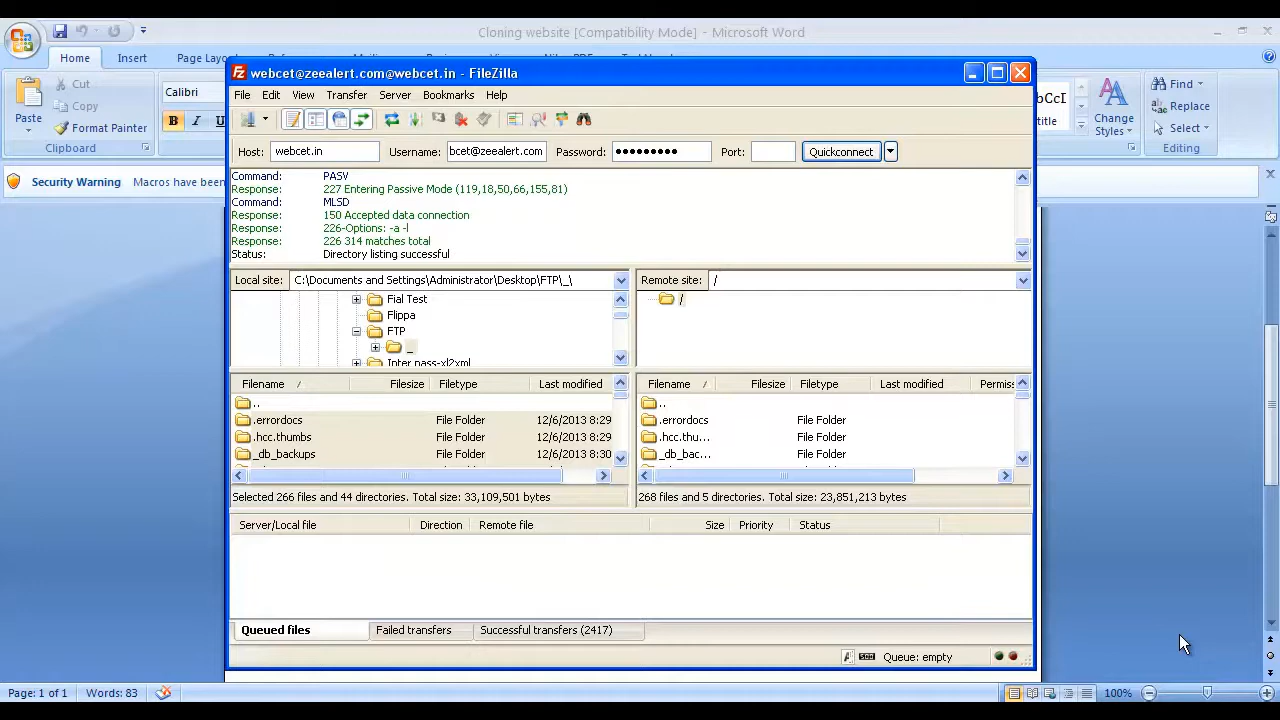 Cloning website [Compatibility Mode] - Microsoft Word
Home Insert
Cut
Copy
Format Painter
Paste
Clipboard
Calibri
B I
Change Styles
Find
Replace
Select
Editing
Security Warning Macros have been
webcet@zeealert.com@webcet.in - FileZilla
File Edit View Transfer Server Bookmarks Help
Host: webcet.in Username: bcet@zeealert.com Password: ●●●●●●●●● Port: Quickconnect
Command: PASV
Response: 227 Entering Passive Mode (119,18,50,66,155,81)
Command: MLSD
Response: 150 Accepted data connection
Response: 226-Options: -a -l
Response: 226 314 matches total
Status: Directory listing successful
Local site: C:\Documents and Settings\Administrator\Desktop\FTP\_\
Fial Test
Flippa
FTP
_
Inter pass-xl2xml
Remote site: /
/
Filename / Filesize Filetype Last modified
..
.errordocs File Folder 12/6/2013 8:29
.hcc.thumbs File Folder 12/6/2013 8:29
_db_backups File Folder 12/6/2013 8:30
Selected 266 files and 44 directories. Total size: 33,109,501 bytes
Filename / Filesize Filetype Last modified Permis
..
.errordocs File Folder
.hcc.thu... File Folder
_db_bac... File Folder
268 files and 5 directories. Total size: 23,851,213 bytes
Server/Local file Direction Remote file Size Priority Status
Queued files Failed transfers Successful transfers (2417)
Queue: empty
Page: 1 of 1 Words: 83 100%